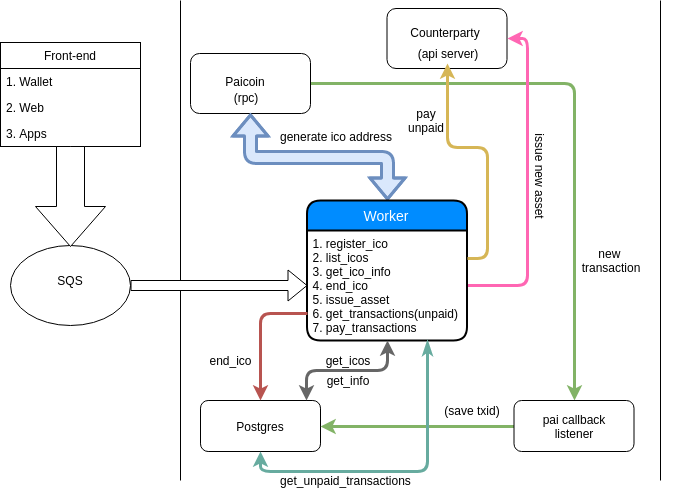 Front-end
1. Wallet
2. Web
3. Apps
SQS
Paicoin
(rpc)
Counterparty
(api server)
pay
unpaid
generate ico address
issue new asset
Worker
1. register_ico
2. list_icos
3. get_ico_info
4. end_ico
5. issue_asset
6. get_transactions(unpaid)
7. pay_transactions
new
transaction
end_ico
get_icos
get_info
Postgres
(save txid)
pai callback
listener
get_unpaid_transactions